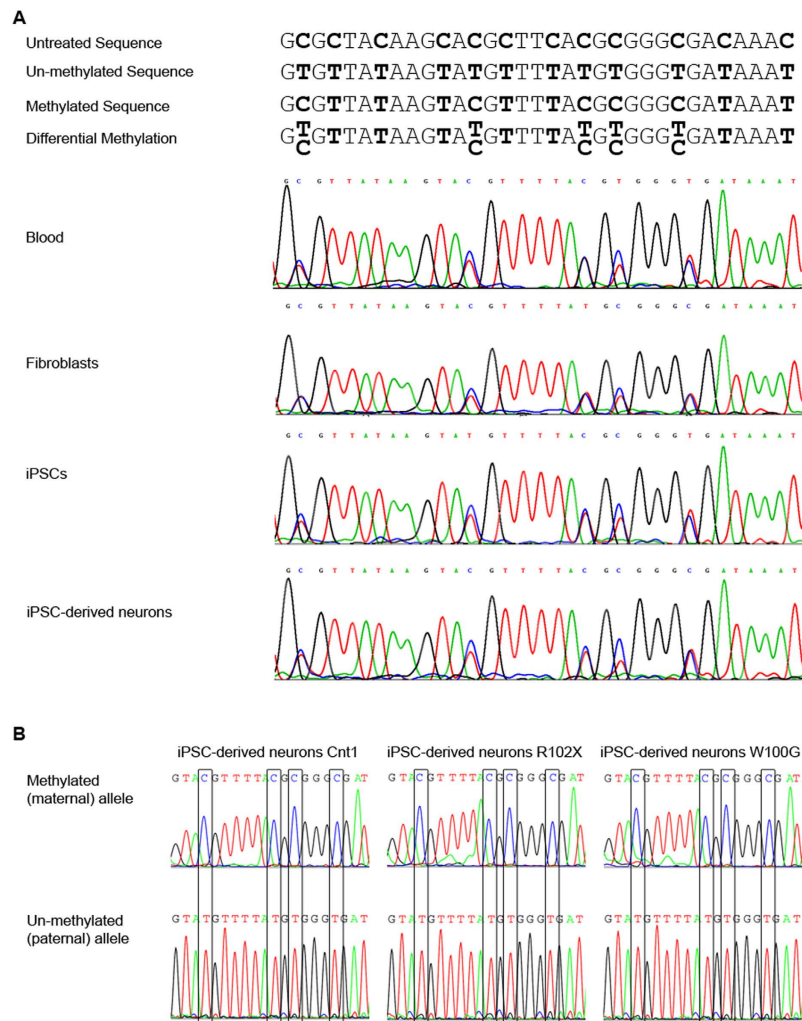 A
Untreated Sequence GCGCTACAAGCACGCTTCACGCGGGCGACAAAC
Un-methylated Sequence GTGTTATAAGTATGTTTTATGTGGGTGATAAAT
Methylated Sequence GCGTTATAAGTACGTTTTACGCGGGCGATAAAT
Differential Methylation GTGTTATAAGTATGTTTTATGTGGGTGATAAAT
C C C C C
G C G T T A T A A G T A C G T T T T A C G T G G G T G A T A A A T
Blood
G C G T T A T A A G T A C G T T T T A T G C G G G C G A T A A A T
Fibroblasts
G C G T T A T A A G T A T G T T T T A C G C G G G T G A T A A A T
iPSCs
G C G T T A T A A G T A C G T T T T A C G C G G G C G A T A A A T
iPSC-derived neurons
B
iPSC-derived neurons Cnt1 iPSC-derived neurons R102X iPSC-derived neurons W100G
Methylated (maternal) allele
GTACGTTTTACGCGGGCGAT GTACGTTTTACGCGGGCGAT GTACGTTTTACGCGGGCGAT
Un-methylated (paternal) allele
GTATGTTTTATGTGGGTGAT GTATGTTTTATGTGGGTGAT GTATGTTTTATGTGGGTGAT